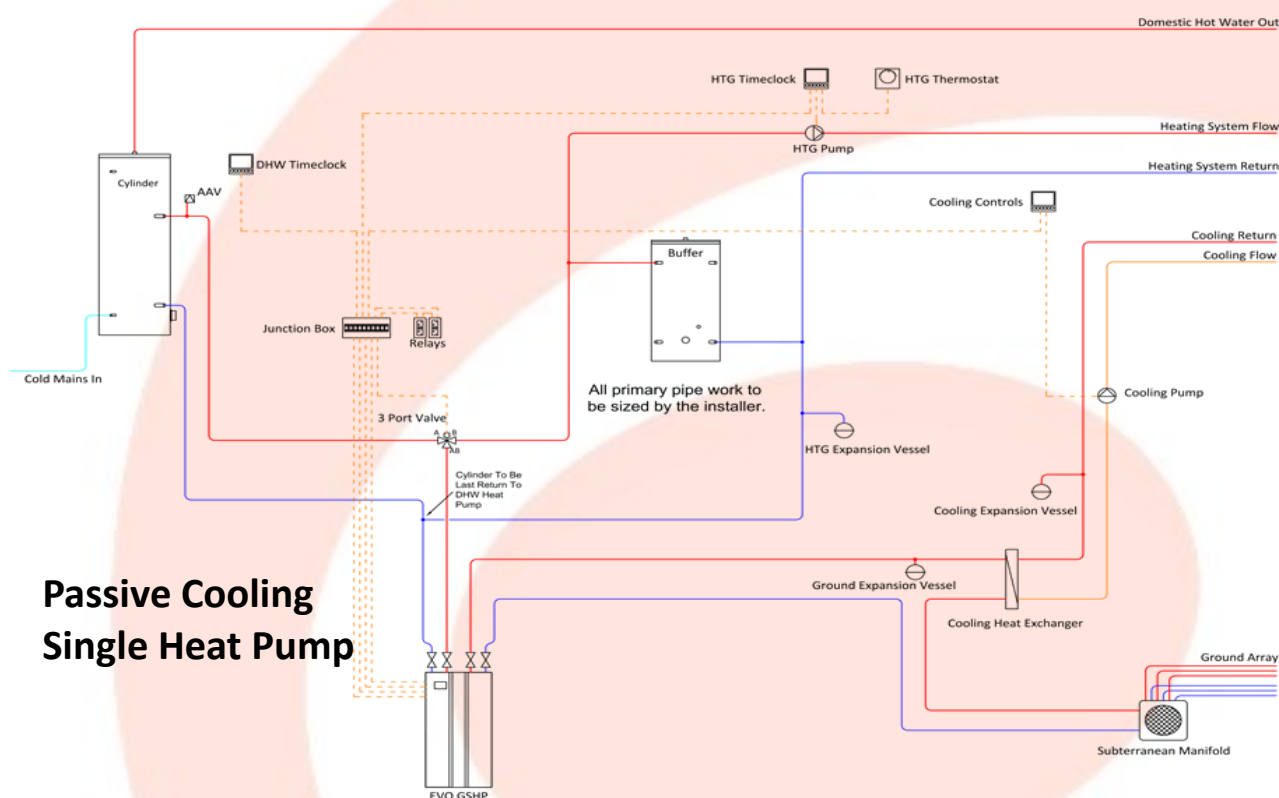 Domestic Hot Water Out
HTG Timeclock
HTG Thermostat
Heating System Flow
HTG Pump
DHW Timeclock
Heating System Return
Cylinder
AAV
Cooling Controls
Cooling Return
Buffer
Cooling Flow
Junction Box
Relays
Cold Mains In
All primary pipe work to
be sized by the installer.
Cooling Pump
3 Port Valve
A
B
AB
HTG Expansion Vessel
Cylinder To Be
Last Return To
DHW Heat
Pump
Cooling Expansion Vessel
Passive Cooling
Single Heat Pump
Ground Expansion Vessel
Cooling Heat Exchanger
Ground Array
Subterranean Manifold
EVO GSHP